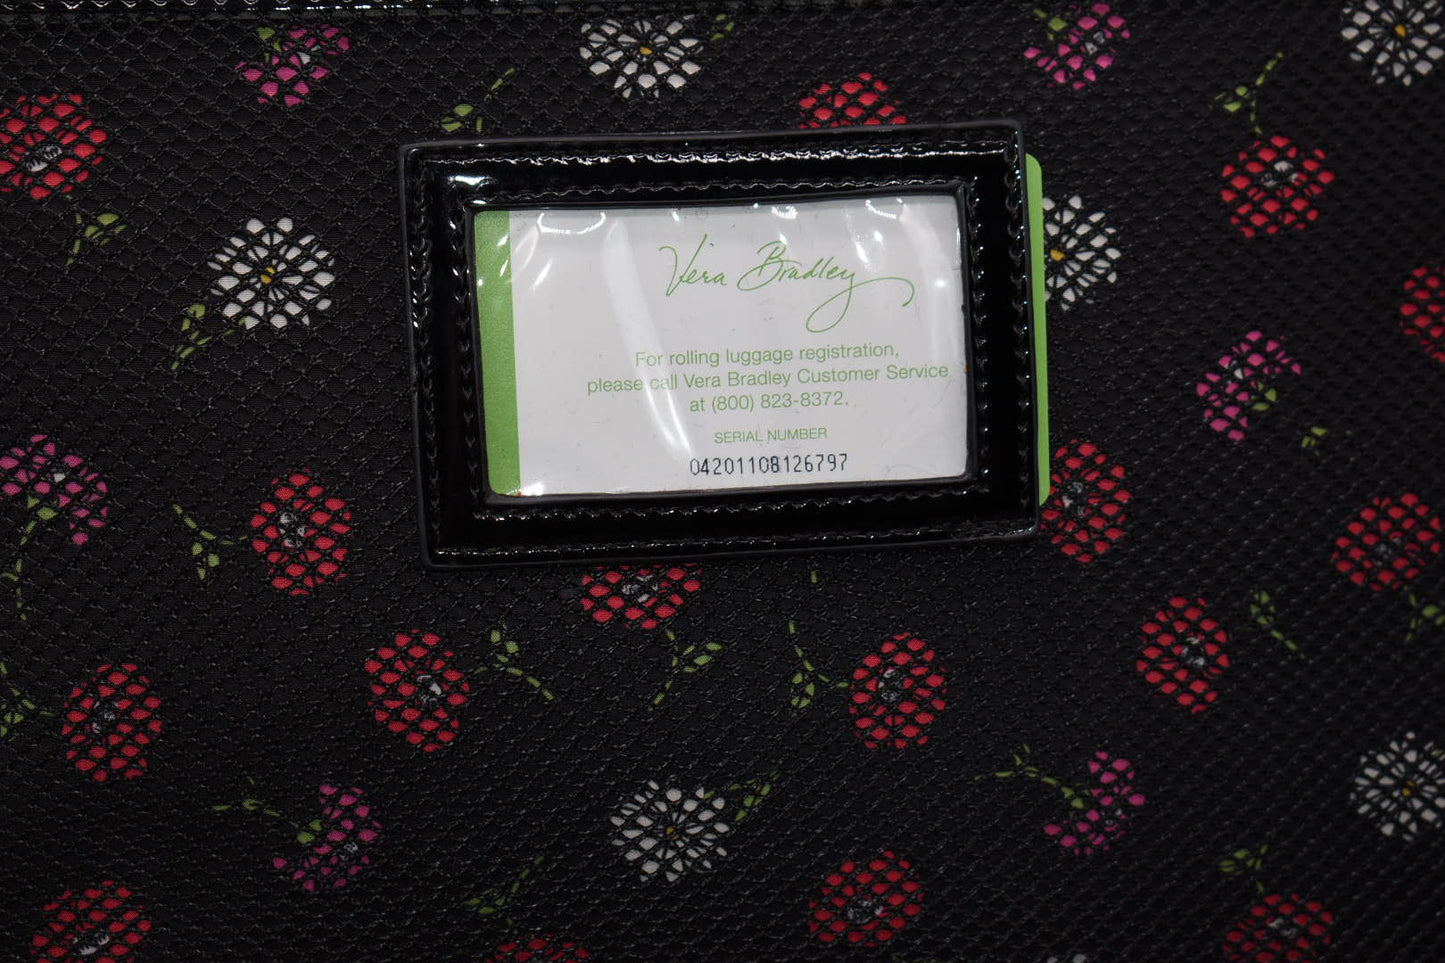 Vera Bradley
For rolling luggage registration,
please call Vera Bradley Customer Service
at (800) 823-8372.
SERIAL NUMBER
04201108126797